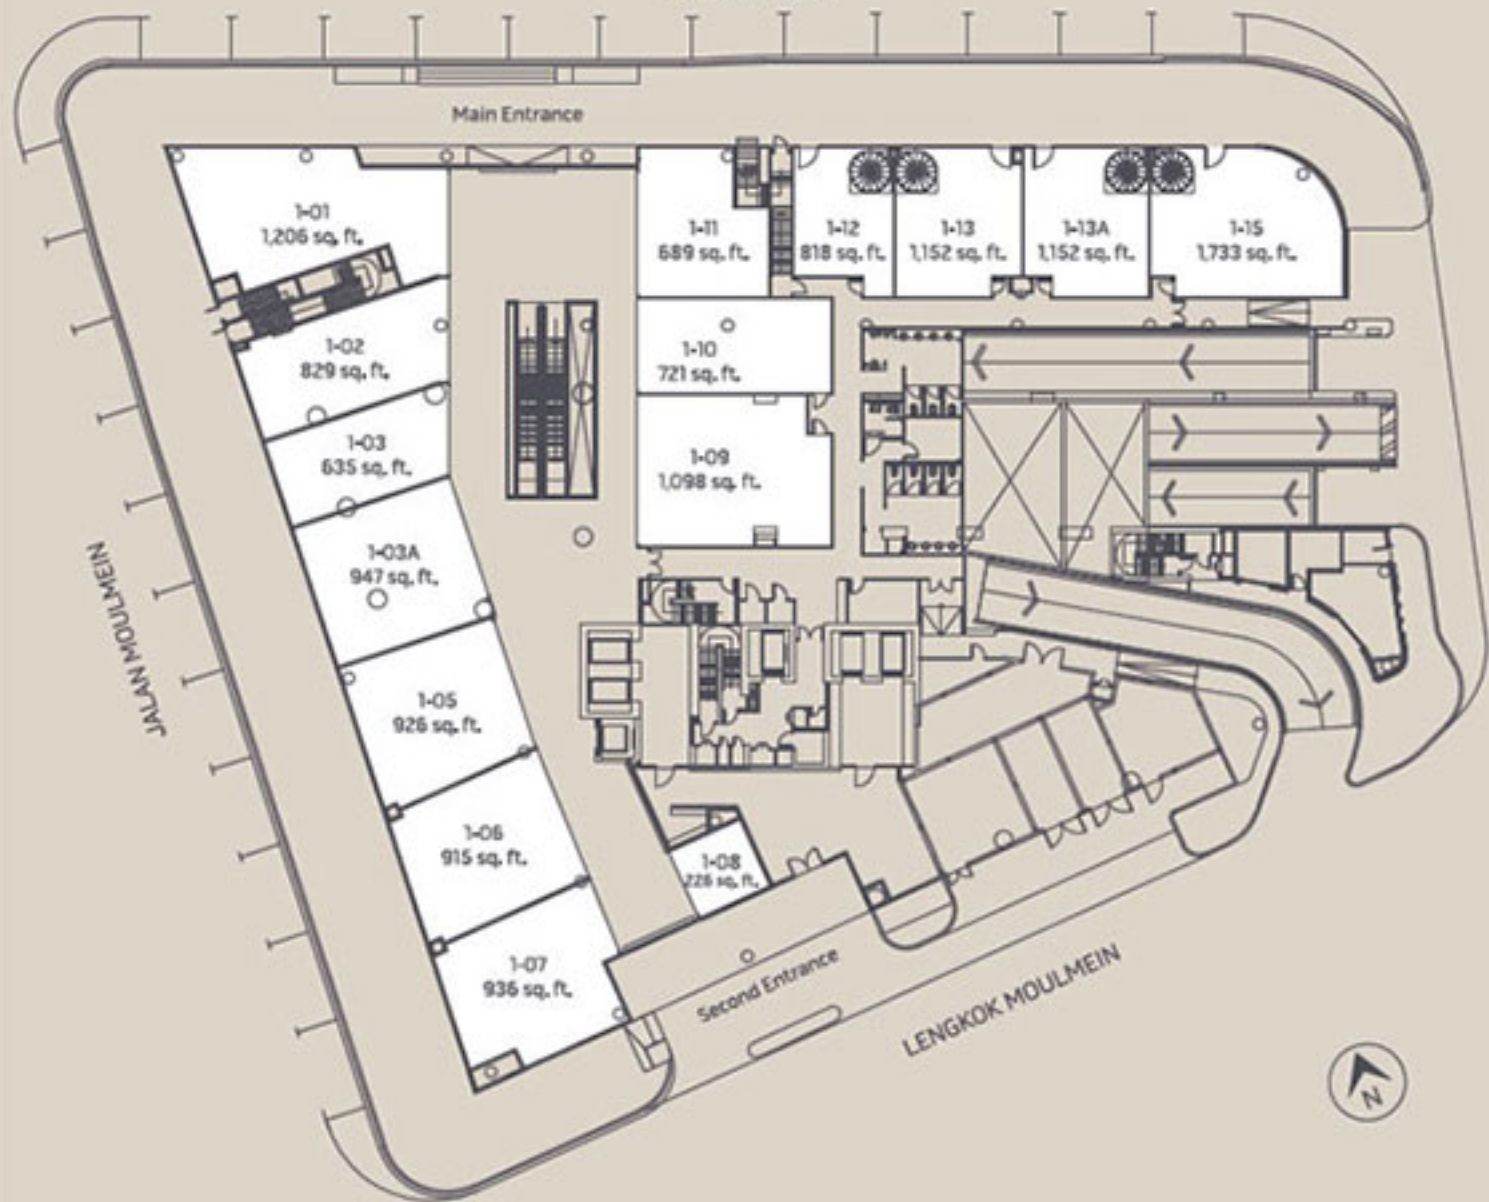 Main Entrance
1-01
1,206 sq. ft.
1-11
689 sq. ft.
1-12
818 sq. ft.
1-13
1,152 sq. ft.
1-13A
1,152 sq. ft.
1-15
1,733 sq. ft.
1-02
829 sq. ft.
1-10
721 sq. ft.
1-03
635 sq. ft.
1-09
1,098 sq. ft.
1-03A
947 sq. ft.
JALAN MOULMEIN
1-05
926 sq. ft.
1-06
915 sq. ft.
1-08
226 sq. ft.
1-07
936 sq. ft.
Second Entrance
LENGKOK MOULMEIN
N